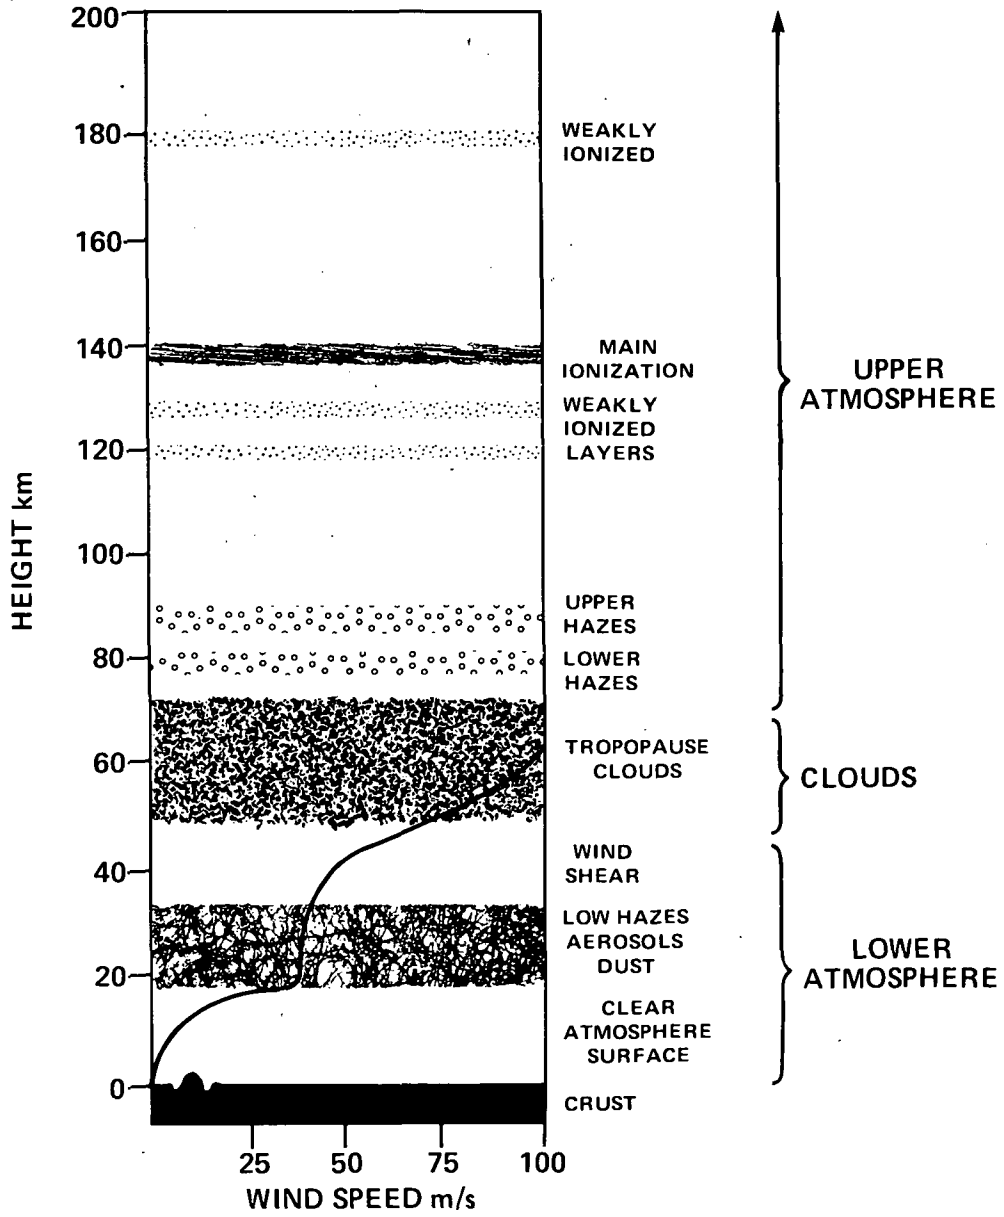 HEIGHT km
200
180
160
140
120
100
80
60
40
20
0
WEAKLY
IONIZED
MAIN
IONIZATION
WEAKLY
IONIZED
LAYERS
UPPER
HAZES
LOWER
HAZES
TROPOPAUSE
CLOUDS
WIND
SHEAR
LOW HAZES
AEROSOLS
DUST
CLEAR
ATMOSPHERE
SURFACE
CRUST
UPPER
ATMOSPHERE
CLOUDS
LOWER
ATMOSPHERE
25 50 75 100
WIND SPEED m/s